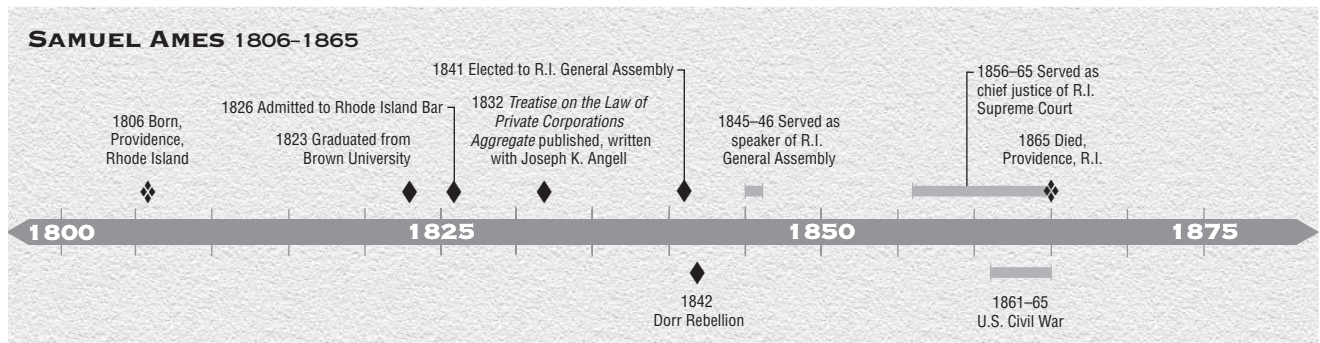 SAMUEL AMES 1806–1865
1841 Elected to R.I. General Assembly
1856–65 Served as
chief justice of R.I.
Supreme Court
1826 Admitted to Rhode Island Bar
1832 Treatise on the Law of
Private Corporations
Aggregate published, written
with Joseph K. Angell
1806 Born,
Providence,
Rhode Island
1823 Graduated from
Brown University
1845–46 Served as
speaker of R.I.
General Assembly
1865 Died,
Providence, R.I.
1800
1825
1850
1875
1842
Dorr Rebellion
1861–65
U.S. Civil War